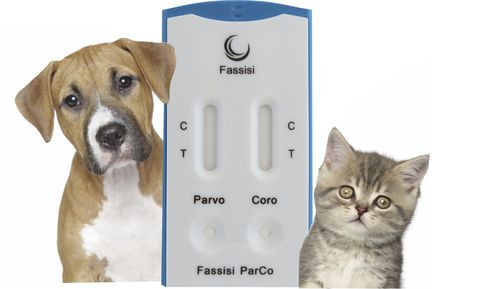 Fassisi
C C
T T
Parvo Coro
Fassisi ParCo